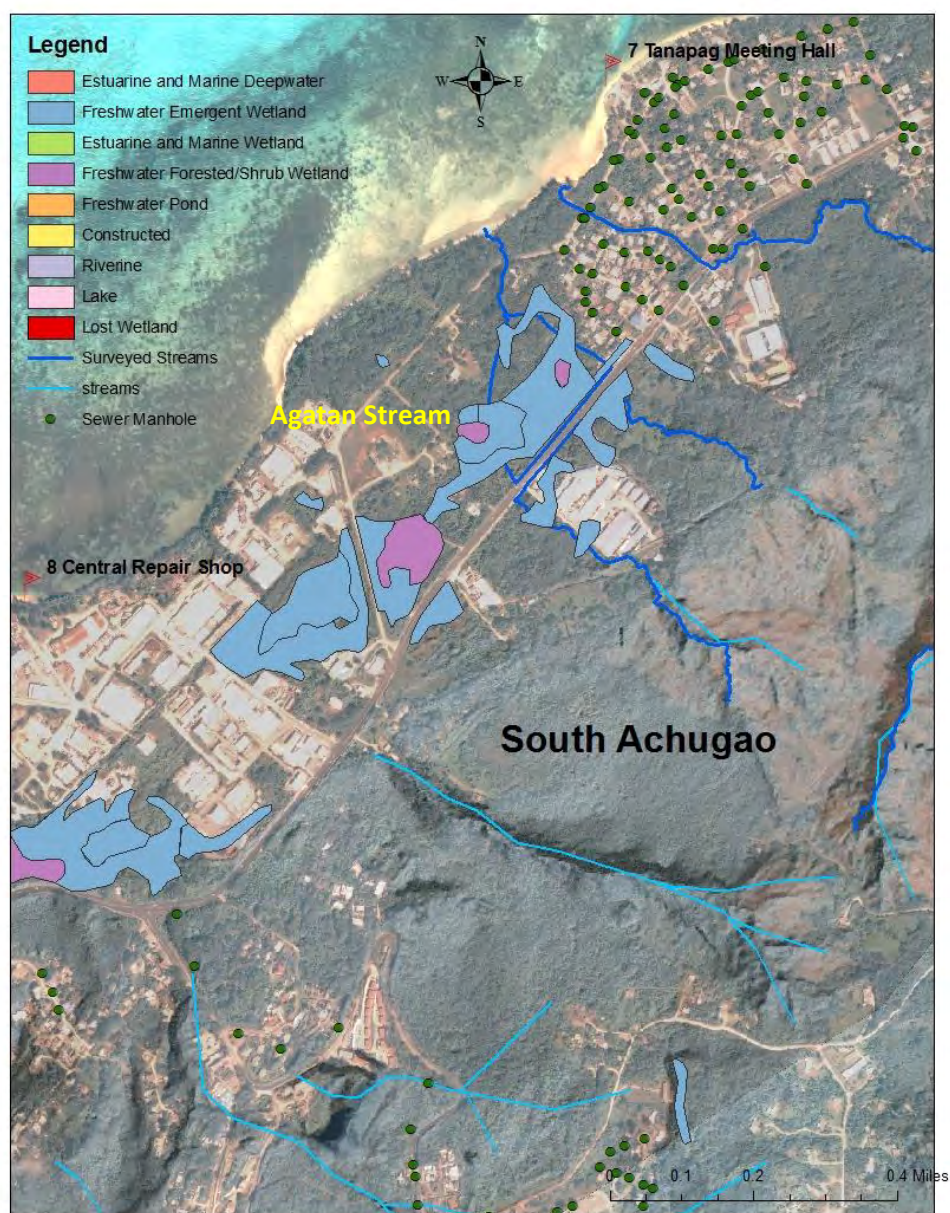 Legend
Estuarine and Marine Deepwater
Freshwater Emergent Wetland
Estuarine and Marine Wetland
Freshwater Forested/Shrub Wetland
Freshwater Pond
Constructed
Riverine
Lake
Lost Wetland
Surveyed Streams
streams
Sewer Manhole
N
W E
S
7 Tanapag Meeting Hall
Agatan Stream
8 Central Repair Shop
South Achugao
0 0.1 0.2 0.4 Miles